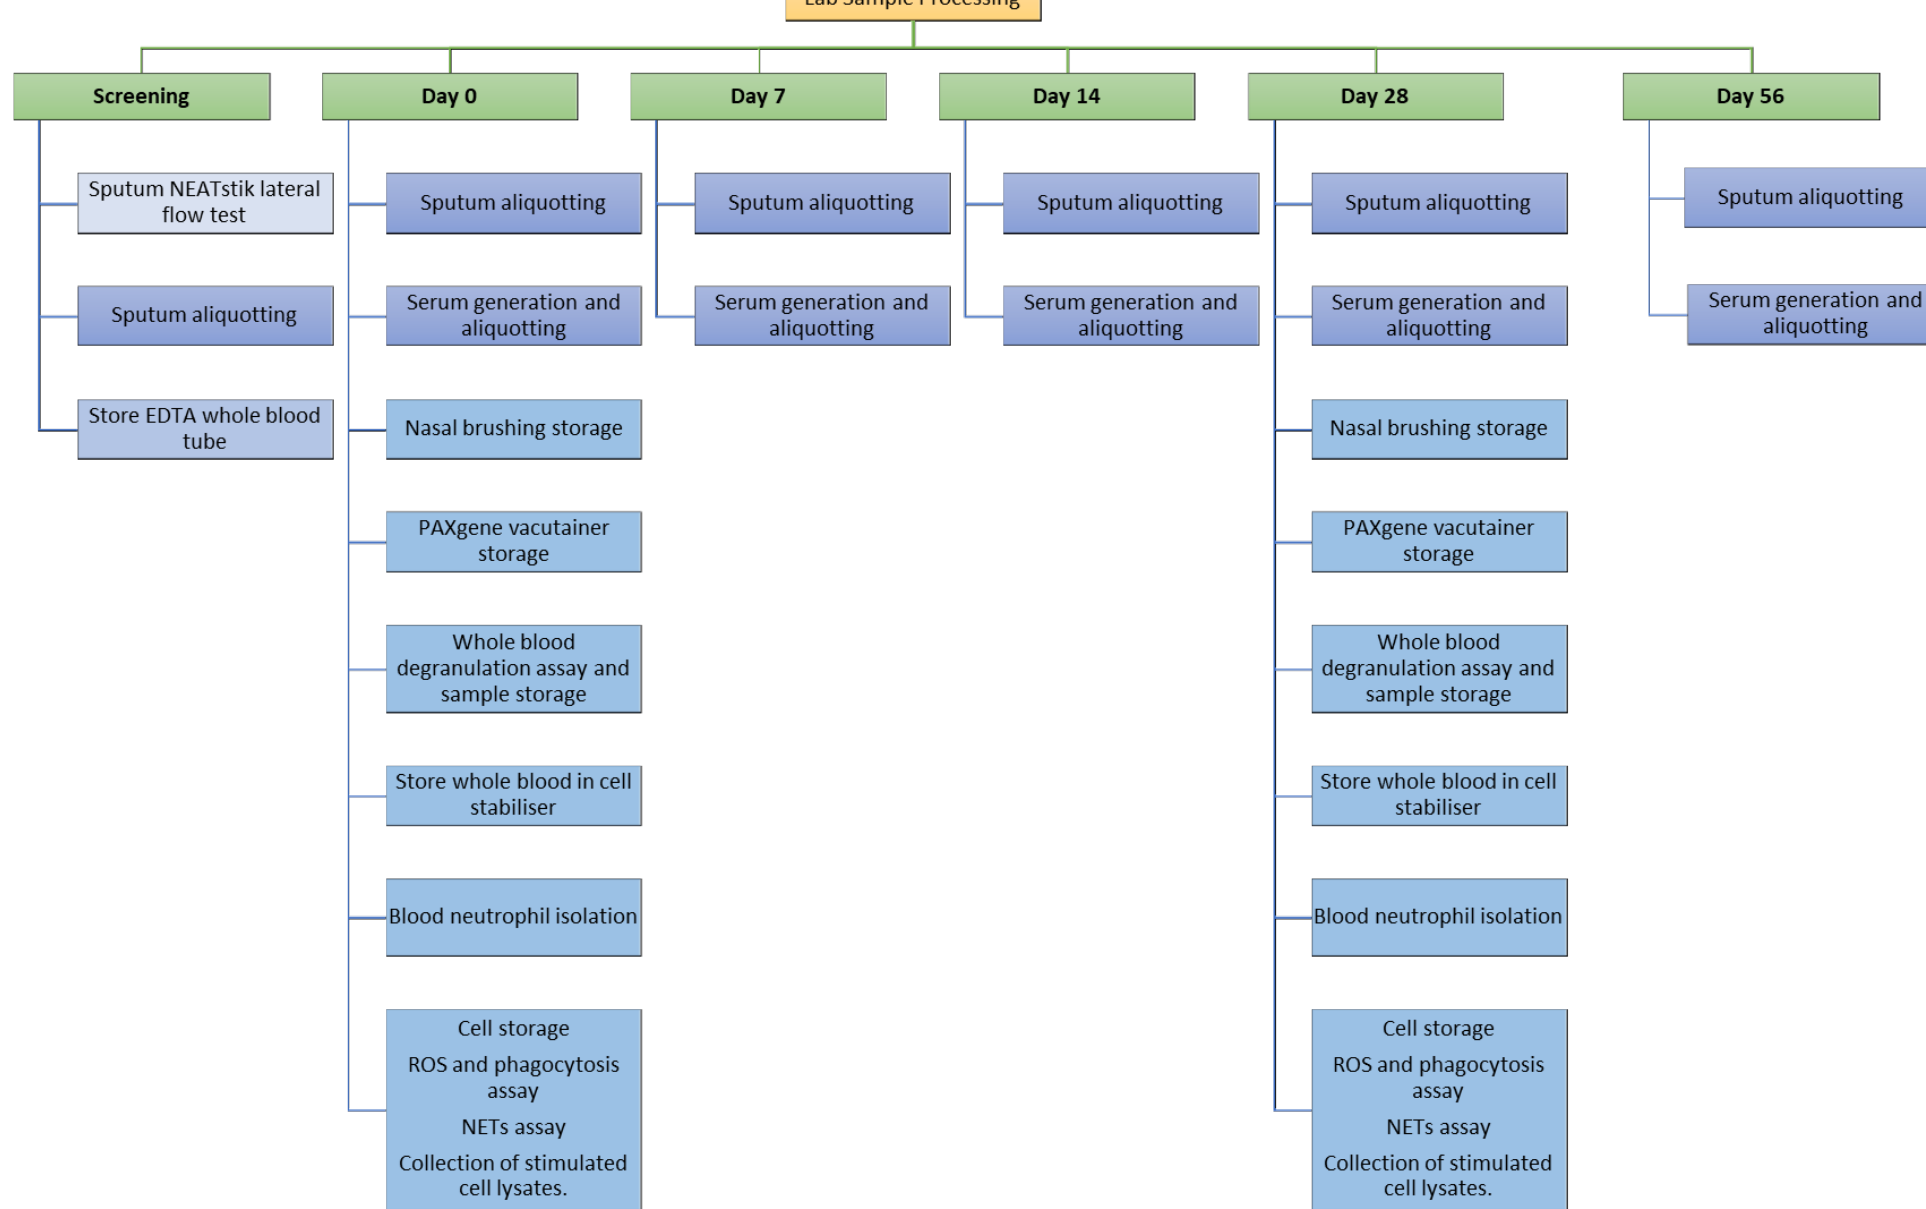 Lab Sample Processing
Screening
Sputum NEATstik lateral
flow test
Sputum aliquotting
Store EDTA whole blood
tube
Day 0
Sputum aliquotting
Serum generation and
aliquotting
Nasal brushing storage
PAXgene vacutainer
storage
Whole blood
degranulation assay and
sample storage
Store whole blood in cell
stabiliser
Blood neutrophil isolation
Cell storage
ROS and phagocytosis
assay
NETs assay
Collection of stimulated
cell lysates.
Day 7
Sputum aliquotting
Serum generation and
aliquotting
Day 14
Sputum aliquotting
Serum generation and
aliquotting
Day 28
Sputum aliquotting
Serum generation and
aliquotting
Nasal brushing storage
PAXgene vacutainer
storage
Whole blood
degranulation assay and
sample storage
Store whole blood in cell
stabiliser
Blood neutrophil isolation
Cell storage
ROS and phagocytosis
assay
NETs assay
Collection of stimulated
cell lysates.
Day 56
Sputum aliquotting
Serum generation and
aliquotting